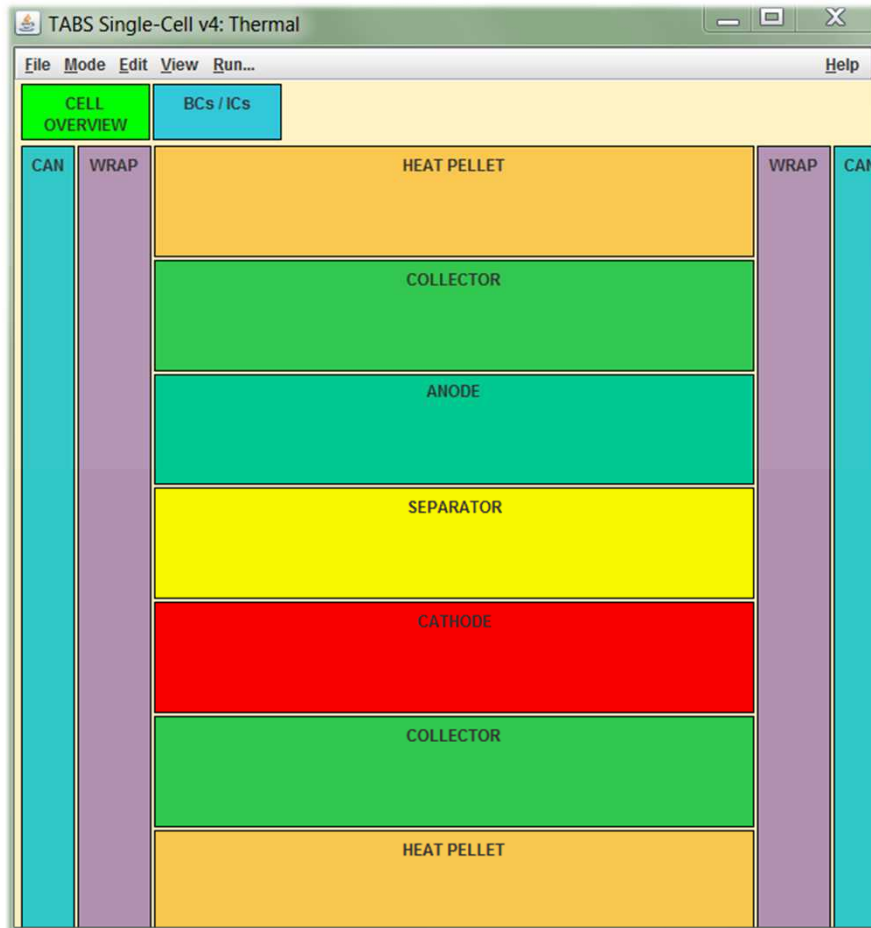 TABS Single-Cell v4: Thermal
File Mode Edit View Run... Help
CELL
OVERVIEW
BCs / ICs
CAN WRAP HEAT PELLET WRAP CAN
COLLECTOR
ANODE
SEPARATOR
CATHODE
COLLECTOR
HEAT PELLET